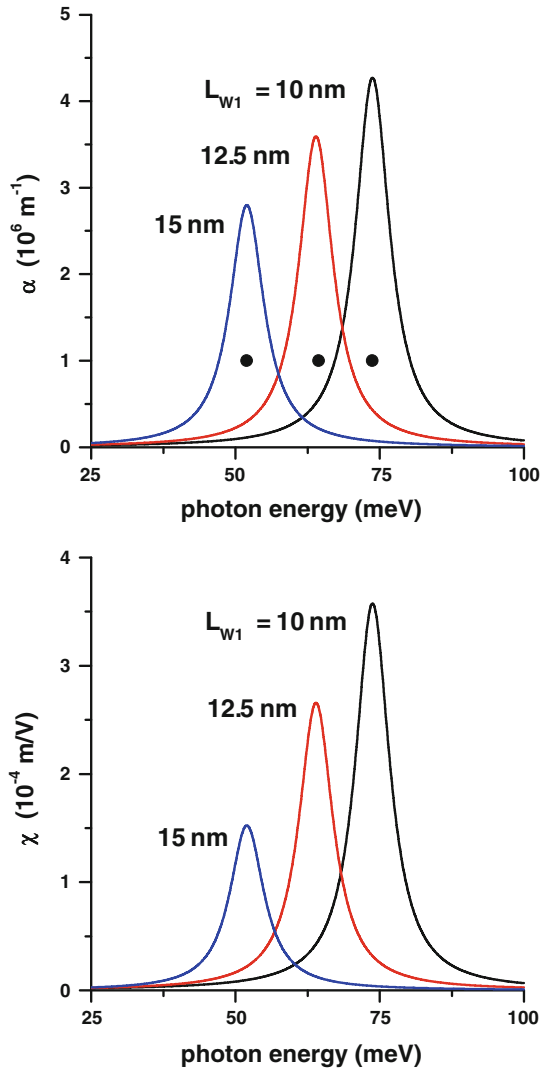 5
4
3
2
1
0
α (10⁶ m⁻¹)
L_W1 = 10 nm
12.5 nm
15 nm
25 50 75 100
photon energy (meV)
4
3
2
1
0
χ (10⁻⁴ m/V)
L_W1 = 10 nm
12.5 nm
15 nm
25 50 75 100
photon energy (meV)